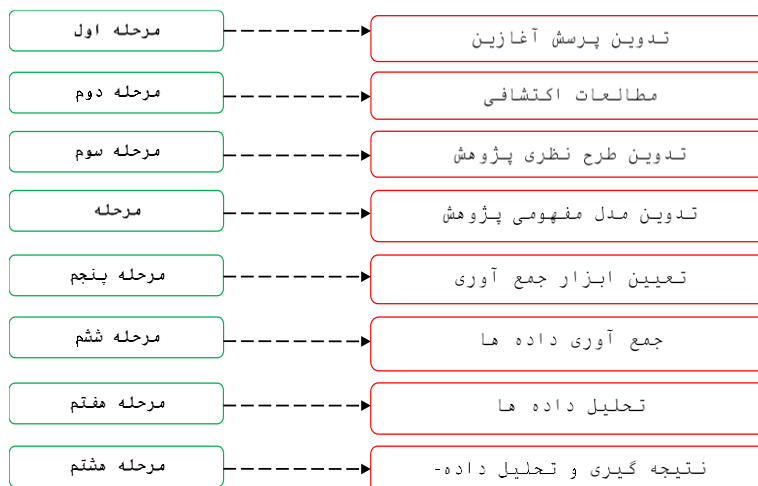 مرحله اول
تدوین پرسش آغازین
مرحله دوم
مطالعات اکتشافی
مرحله سوم
تدوین طرح نظری پژوهش
مرحله
تدوین مدل مفهومی پژوهش
مرحله پنجم
تعیین ابزار جمع آوری
مرحله ششم
جمع آوری داده ها
مرحله هفتم
تحلیل داده ها
مرحله هشتم
نتیجه گیری و تحلیل داده-